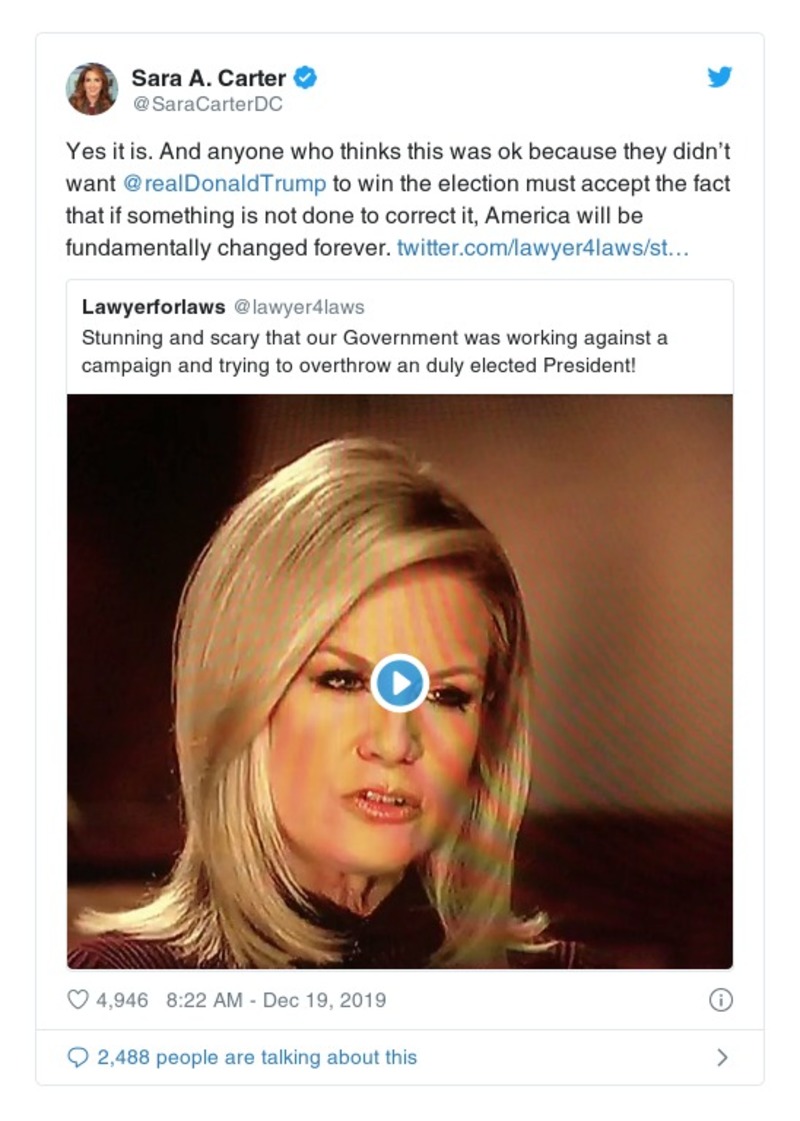 Sara A. Carter
@SaraCarterDC
Yes it is. And anyone who thinks this was ok because they didn't
want @realDonaldTrump to win the election must accept the fact
that if something is not done to correct it, America will be
fundamentally changed forever. twitter.com/lawyer4laws/st…
Lawyerforlaws @lawyer4laws
Stunning and scary that our Government was working against a
campaign and trying to overthrow an duly elected President!
4,946 8:22 AM - Dec 19, 2019
2,488 people are talking about this